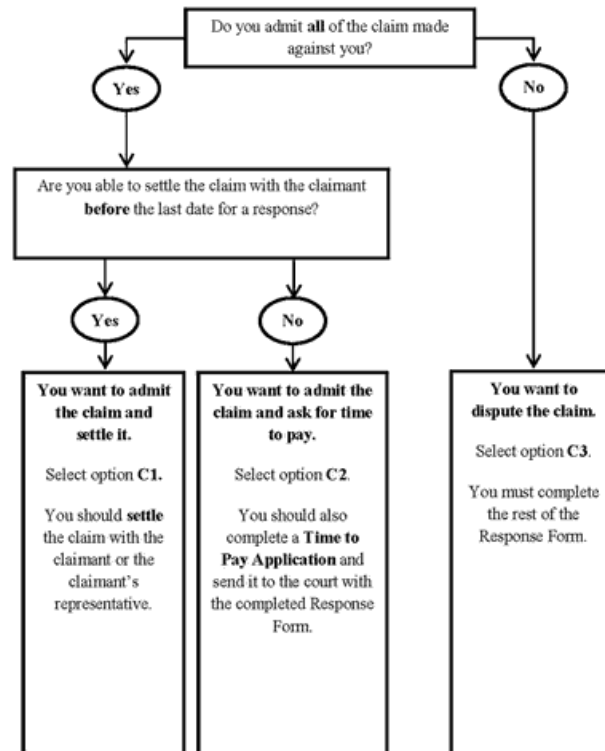 Do you admit all of the claim made
against you?
Yes
No
Are you able to settle the claim with the claimant
before the last date for a response?
Yes
No
You want to admit
the claim and
settle it.
Select option C1.
You should settle
the claim with the
claimant or the
claimant's
representative.
You want to admit the
claim and ask for time
to pay.
Select option C2.
You should also
complete a Time to
Pay Application and
send it to the court with
the completed Response
Form.
You want to
dispute the claim.
Select option C3.
You must complete
the rest of the
Response Form.